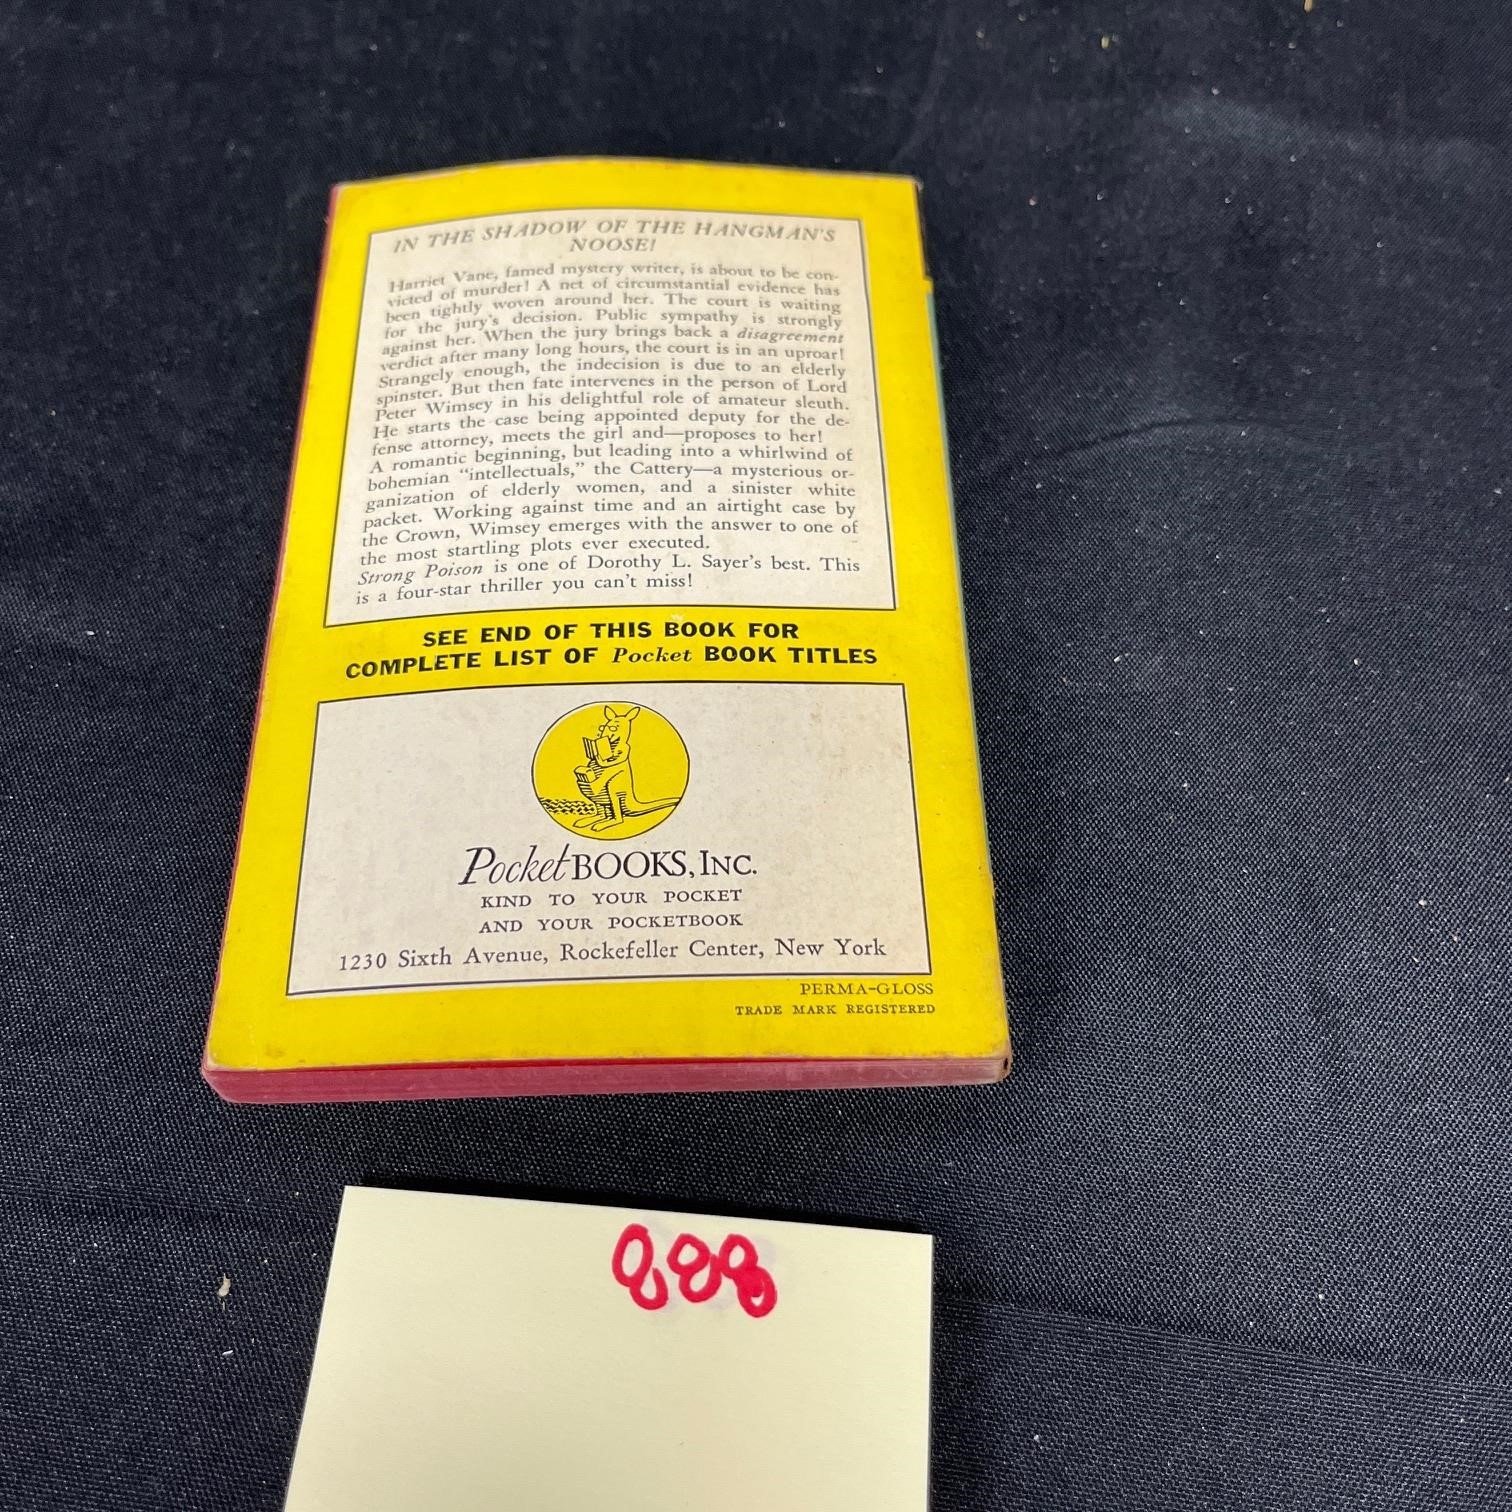 IN THE SHADOW OF THE HANGMAN'S
NOOSE!
Harriet Vane, famed mystery writer, is about to be con-
victed of murder! A net of circumstantial evidence has
been tightly woven around her. The court is waiting
for the jury's decision. Public sympathy is strongly
against her. When the jury brings back a disagreement
verdict after many long hours, the court is in an uproar!
Strangely enough, the indecision is due to an elderly
spinster. But then fate intervenes in the person of Lord
Peter Wimsey in his delightful role of amateur sleuth.
He starts the case being appointed deputy for the de-
fense attorney, meets the girl and—proposes to her!
A romantic beginning, but leading into a whirlwind of
bohemian "intellectuals," the Cattery—a mysterious or-
ganization of elderly women, and a sinister white
packet. Working against time and an airtight case by
the Crown, Wimsey emerges with the answer to one of
the most startling plots ever executed.
Strong Poison is one of Dorothy L. Sayer's best. This
is a four-star thriller you can't miss!
SEE END OF THIS BOOK FOR
COMPLETE LIST OF Pocket BOOK TITLES
Pocket BOOKS, INC.
KIND TO YOUR POCKET
AND YOUR POCKETBOOK
1230 Sixth Avenue, Rockefeller Center, New York
PERMA-GLOSS
TRADE MARK REGISTERED
888